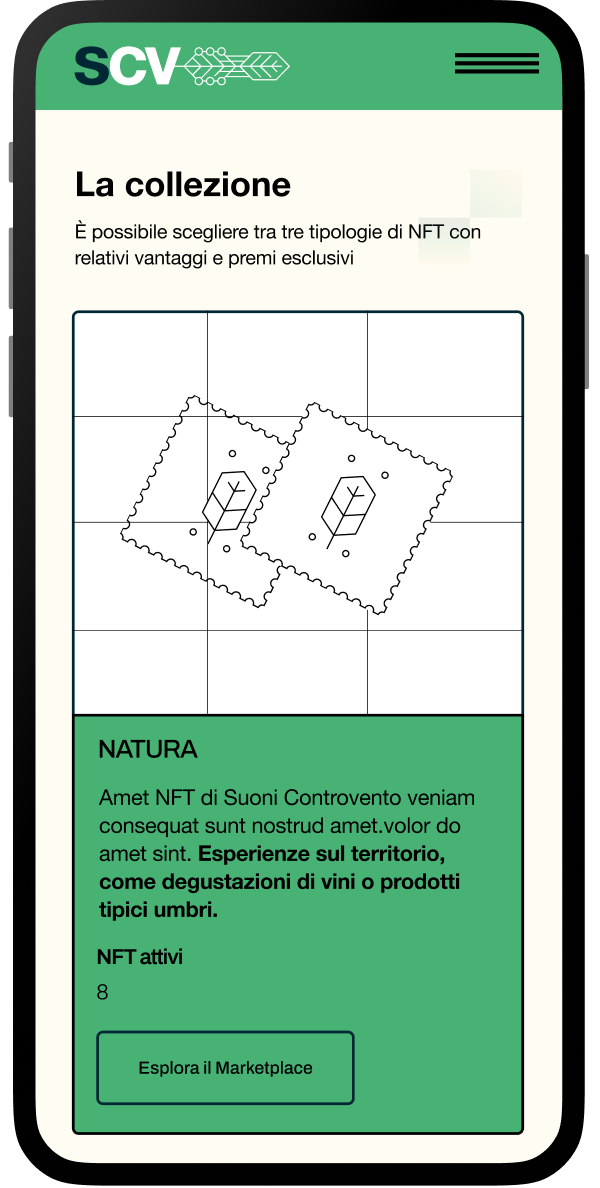 SCV
La collezione
È possibile scegliere tra tre tipologie di NFT con
relativi vantaggi e premi esclusivi
NATURA
Amet NFT di Suoni Controvento veniam
consequat sunt nostrud amet.volor do
amet sint. Esperienze sul territorio,
come degustazioni di vini o prodotti
tipici umbri.
NFT attivi
8
Esplora il Marketplace